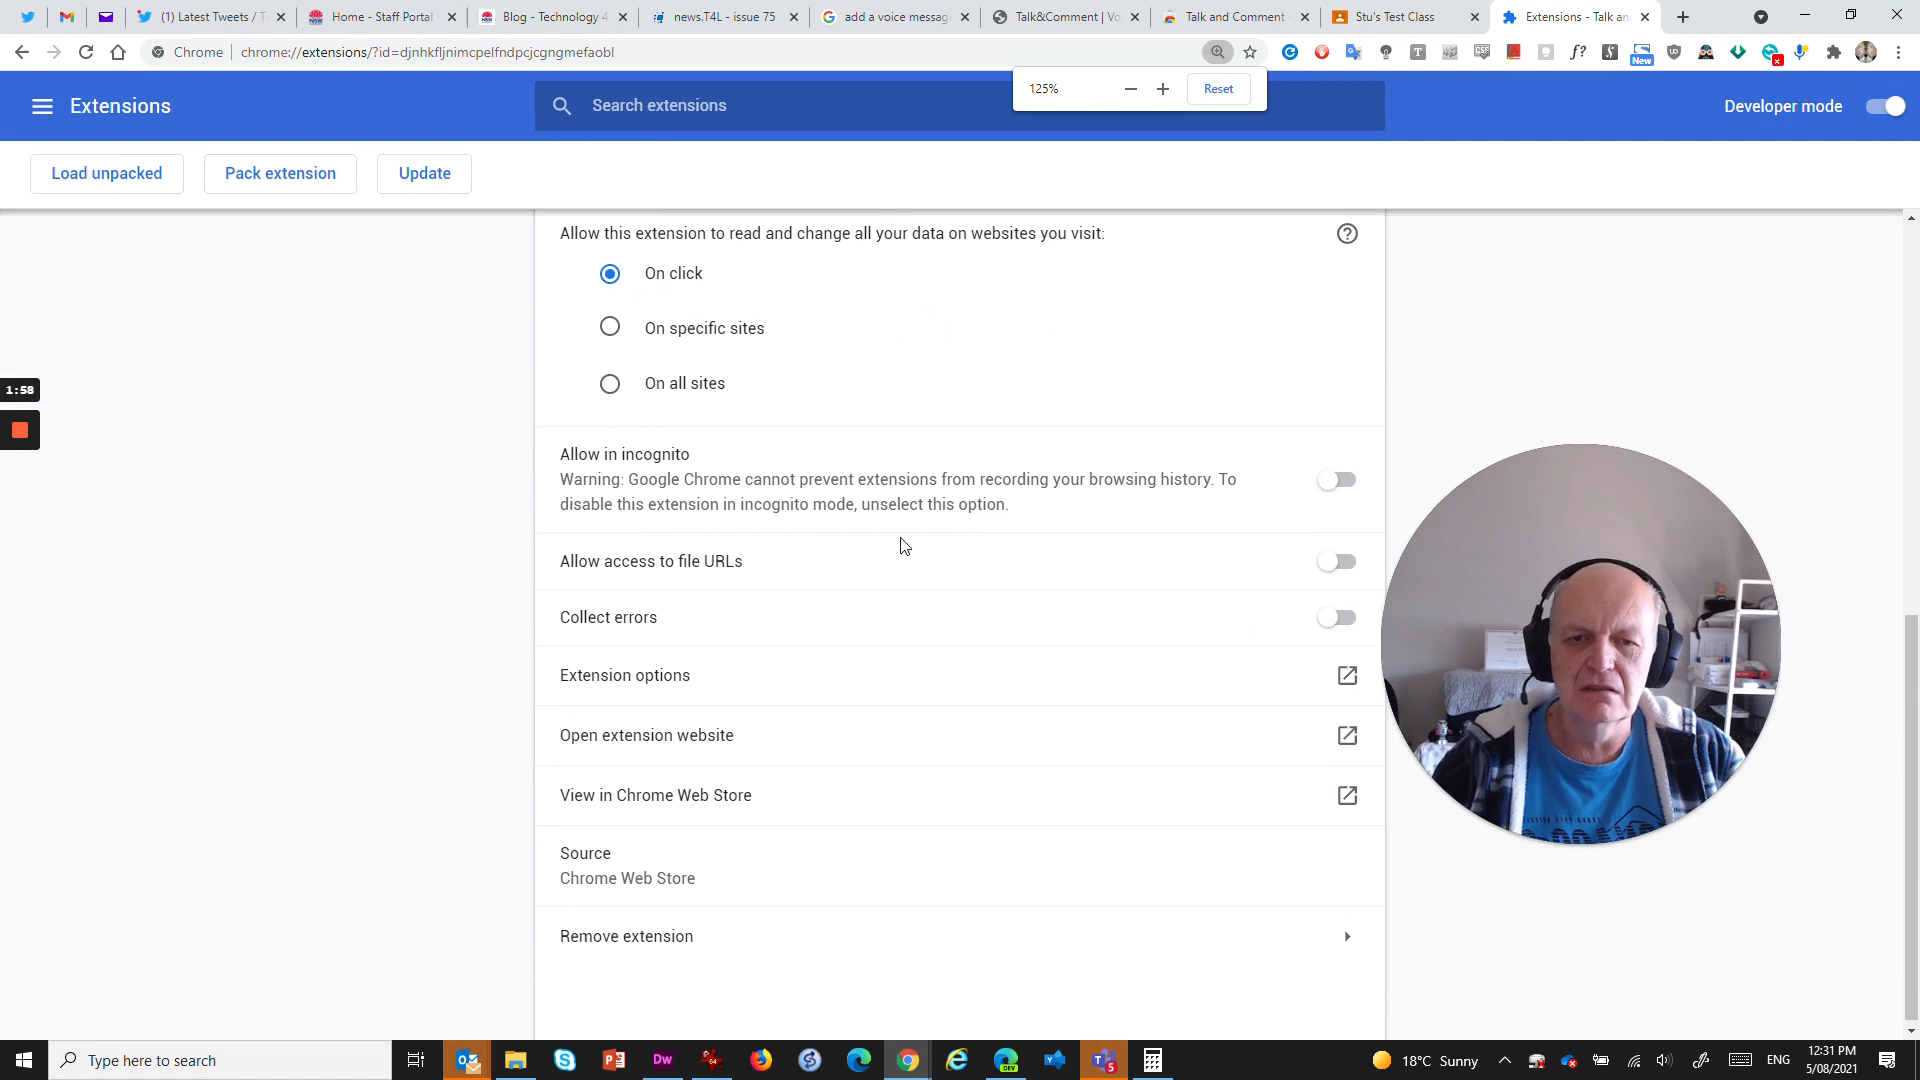 (1) Latest Tweets / T
Home - Staff Portal
Blog - Technology 4
news.T4L - issue 75
add a voice messag
Talk&Comment | Vo
Talk and Comment -
Stu's Test Class
Extensions - Talk an
Chrome
chrome://extensions/?id=djnhkfljnimcpelfndpcjcgngmefaobl
New
125%
Reset
Extensions
Search extensions
Developer mode
Load unpacked
Pack extension
Update
Allow this extension to read and change all your data on websites you visit:
On click
On specific sites
On all sites
1:58
Allow in incognito
Warning: Google Chrome cannot prevent extensions from recording your browsing history. To
disable this extension in incognito mode, unselect this option.
Allow access to file URLs
Collect errors
Extension options
Open extension website
View in Chrome Web Store
Source
Chrome Web Store
Remove extension
Type here to search
18°C Sunny
ENG
12:31 PM
5/08/2021